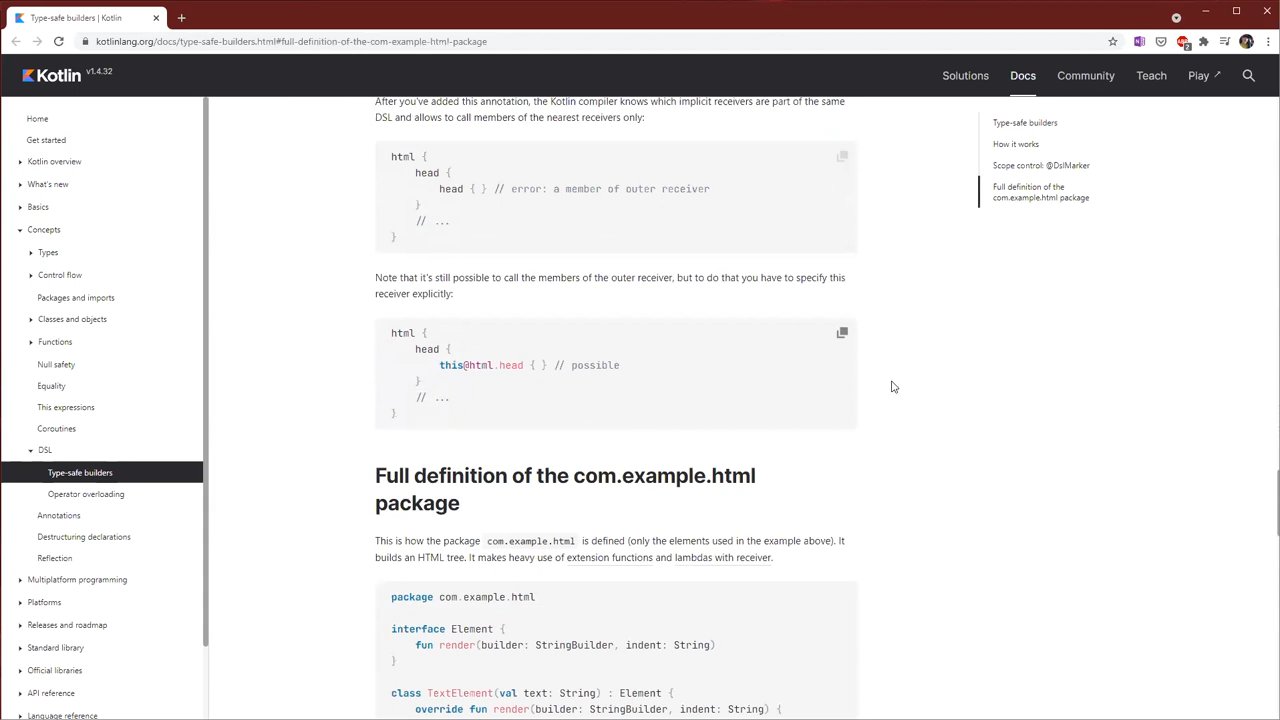 Type-safe builders | Kotlin
kotlinlang.org/docs/type-safe-builders.html#full-definition-of-the-com-example-html-package
Kotlin v1.4.32
Solutions
Docs
Community
Teach
Play
Home
Get started
Kotlin overview
What's new
Basics
Concepts
Types
Control flow
Packages and imports
Classes and objects
Functions
Null safety
Equality
This expressions
Coroutines
DSL
Type-safe builders
Operator overloading
Annotations
Destructuring declarations
Reflection
Multiplatform programming
Platforms
Releases and roadmap
Standard library
Official libraries
API reference
Language reference
After you've added this annotation, the Kotlin compiler knows which implicit receivers are part of the same
DSL and allows to call members of the nearest receivers only:
html {
head {
head { } // error: a member of outer receiver
}
// ...
}
Note that it's still possible to call the members of the outer receiver, but to do that you have to specify this
receiver explicitly:
html {
head {
this@html.head { } // possible
}
// ...
}
Full definition of the com.example.html
package
This is how the package com.example.html is defined (only the elements used in the example above). It
builds an HTML tree. It makes heavy use of extension functions and lambdas with receiver.
package com.example.html
interface Element {
fun render(builder: StringBuilder, indent: String)
}
class TextElement(val text: String) : Element {
override fun render(builder: StringBuilder, indent: String) {
Type-safe builders
How it works
Scope control: @DslMarker
Full definition of the
com.example.html package